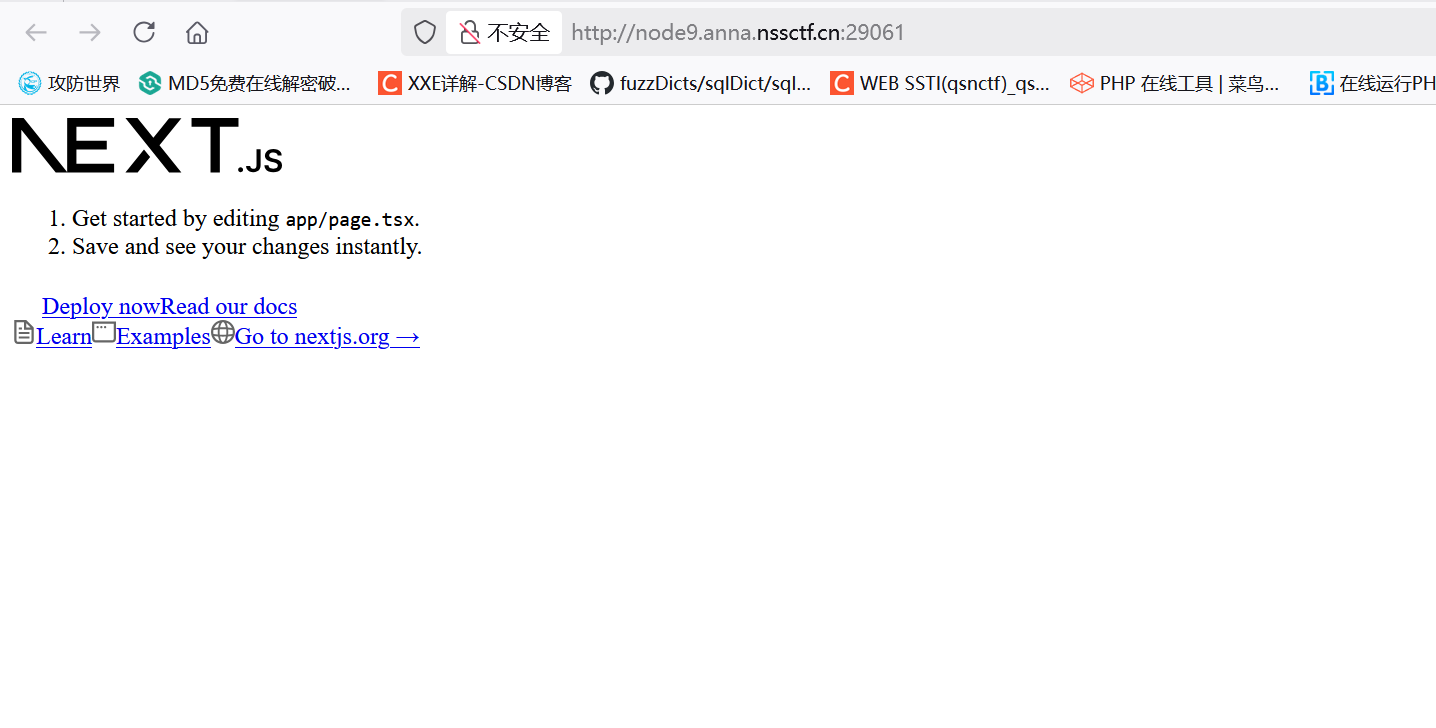 不安全 http://node9.anna.nssctf.cn:29061
攻防世界 MD5免费在线解密破... XXE详解-CSDN博客 fuzzDicts/sqlDict/sql... WEB SSTI(qsnctf)_qs... PHP 在线工具 | 菜鸟... 在线运行PH
NEXT.JS
1. Get started by editing app/page.tsx.
2. Save and see your changes instantly.
Deploy nowRead our docs
LearnExamplesGo to nextjs.org →